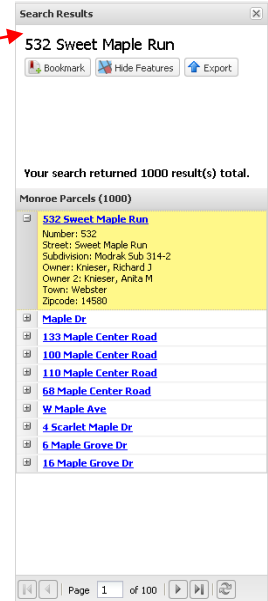 Search Results
532 Sweet Maple Run
Bookmark Hide Features Export
Your search returned 1000 result(s) total.
Monroe Parcels (1000)
532 Sweet Maple Run
Number: 532
Street: Sweet Maple Run
Subdivision: Modrak Sub 314-2
Owner: Knieser, Richard J
Owner 2: Knieser, Anita M
Town: Webster
Zipcode: 14580
Maple Dr
133 Maple Center Road
100 Maple Center Road
110 Maple Center Road
68 Maple Center Road
W Maple Ave
4 Scarlet Maple Dr
6 Maple Grove Dr
16 Maple Grove Dr
Page 1 of 100